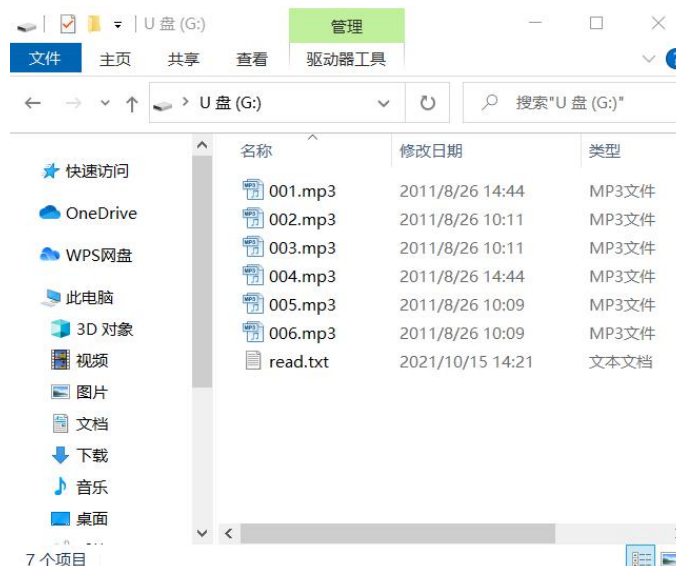 U 盘 (G:)
管理
文件
主页
共享
查看
驱动器工具
U 盘 (G:)
搜索"U 盘 (G:)"
名称
修改日期
类型
快速访问
OneDrive
WPS网盘
此电脑
3D 对象
视频
图片
文档
下载
音乐
桌面
001.mp3 2011/8/26 14:44 MP3文件
002.mp3 2011/8/26 10:11 MP3文件
003.mp3 2011/8/26 10:11 MP3文件
004.mp3 2011/8/26 14:44 MP3文件
005.mp3 2011/8/26 10:09 MP3文件
006.mp3 2011/8/26 10:09 MP3文件
read.txt 2021/10/15 14:21 文本文档
7 个项目